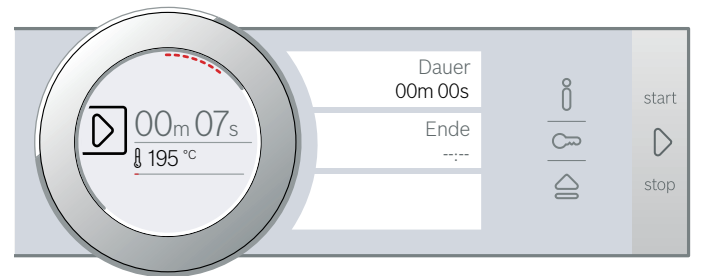 00m 07s
195 °C
Dauer
00m 00s
Ende
--:--
start
stop